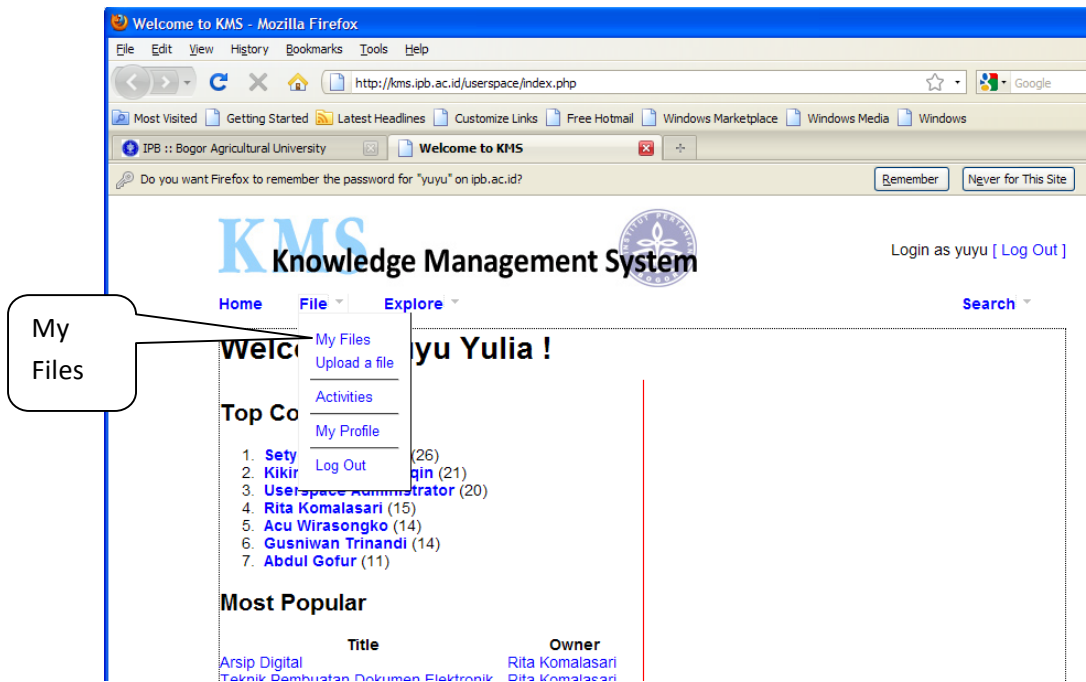 Welcome to KMS - Mozilla Firefox
File Edit View History Bookmarks Tools Help
http://kms.ipb.ac.id/userspace/index.php Google
Most Visited Getting Started Latest Headlines Customize Links Free Hotmail Windows Marketplace Windows Media Windows
IPB :: Bogor Agricultural University Welcome to KMS
Do you want Firefox to remember the password for "yuyu" on ipb.ac.id? Remember Never for This Site
KMS
Knowledge Management System
Login as yuyu [ Log Out ]
Home File Explore Search
My
Files
My Files
Upload a file
Activities
My Profile
Log Out
yu Yulia !
Top Co
1. Sety (26)
2. Kikir qin (21)
3. Userspace Administrator (20)
4. Rita Komalasari (15)
5. Acu Wirasongko (14)
6. Gusniwan Trinandi (14)
7. Abdul Gofur (11)
Most Popular
Title Owner
Arsip Digital Rita Komalasari
Teknik Pembuatan Dokumen Elektronik Rita Komalasari